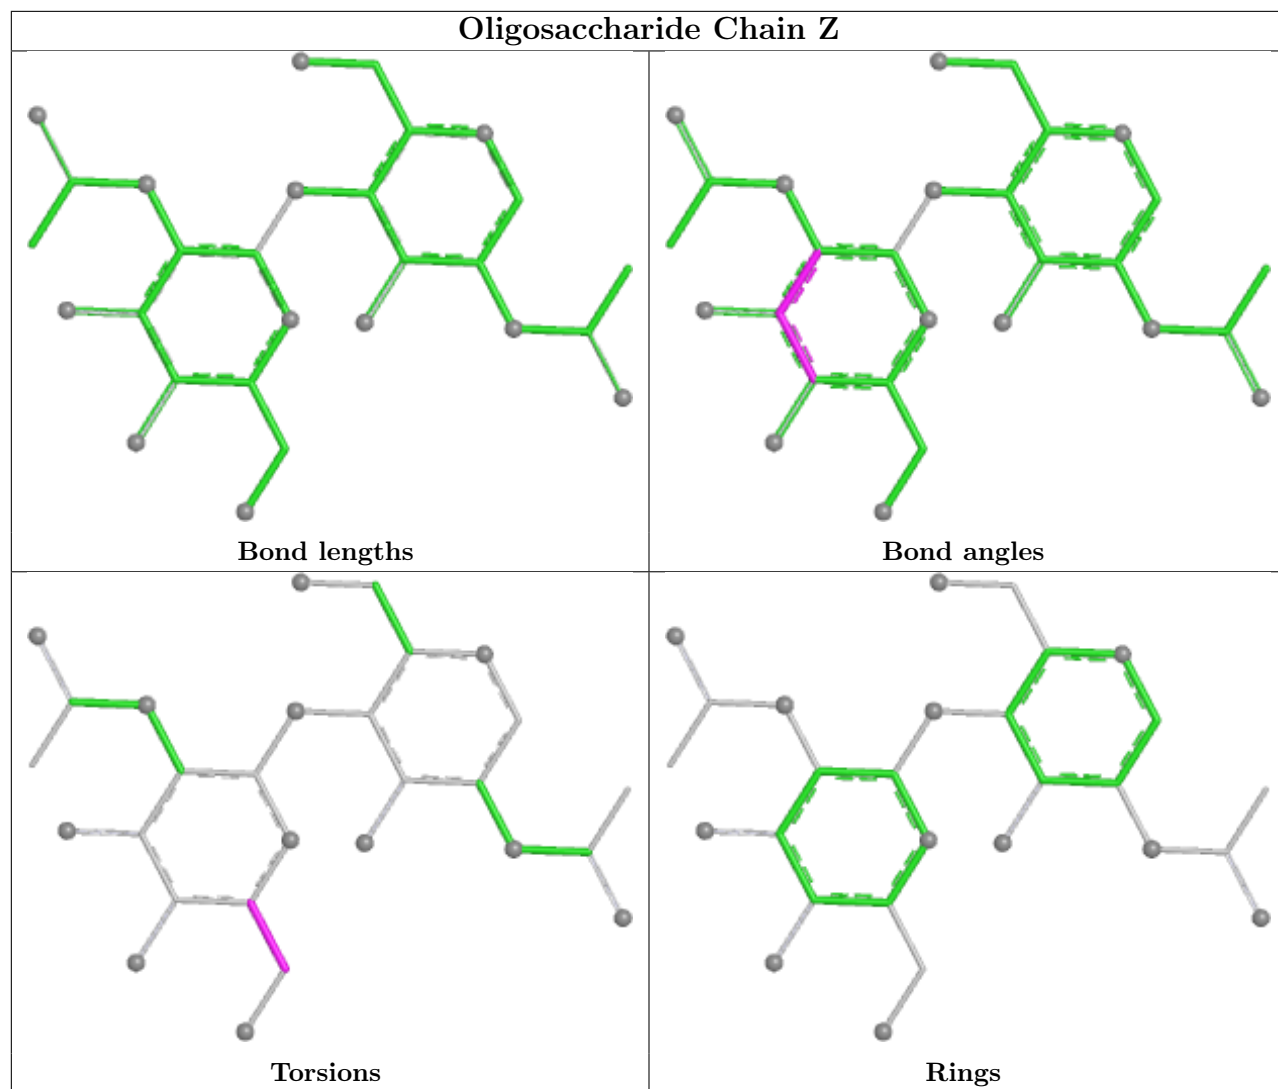 Oligosaccharide Chain Z
Bond lengths
Bond angles
Torsions
Rings